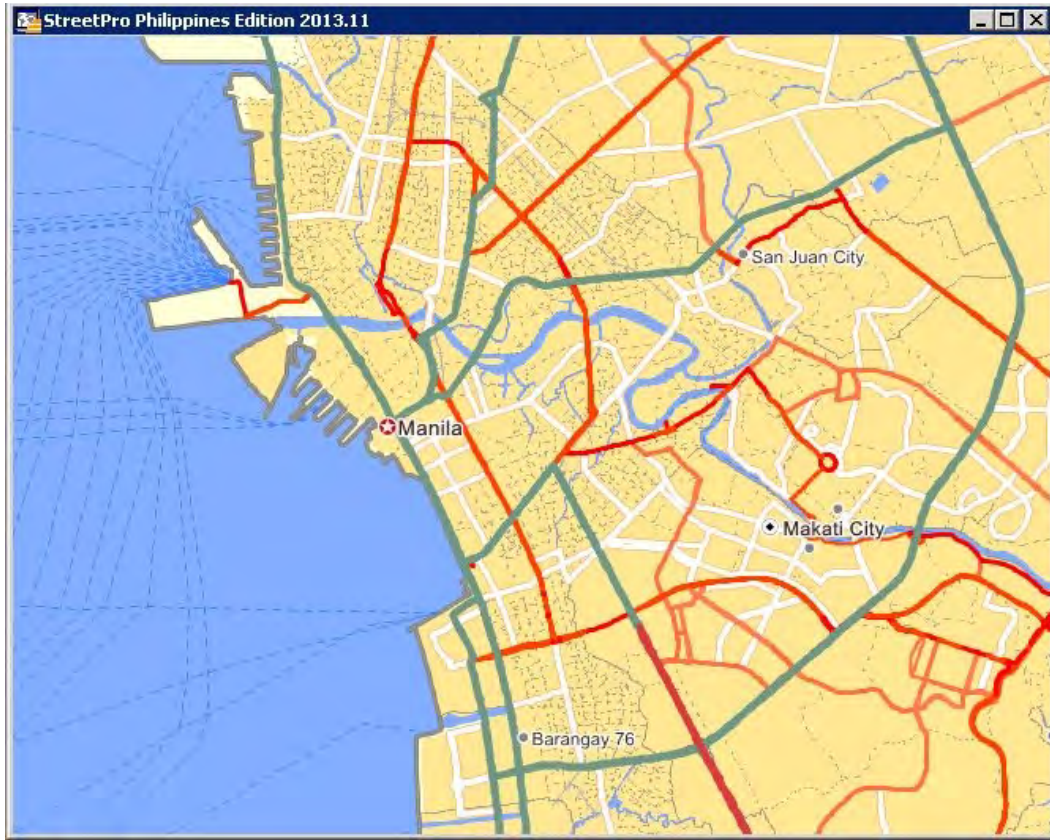 StreetPro Philippines Edition 2013.11
San Juan City
Manila
Makati City
Barangay 76